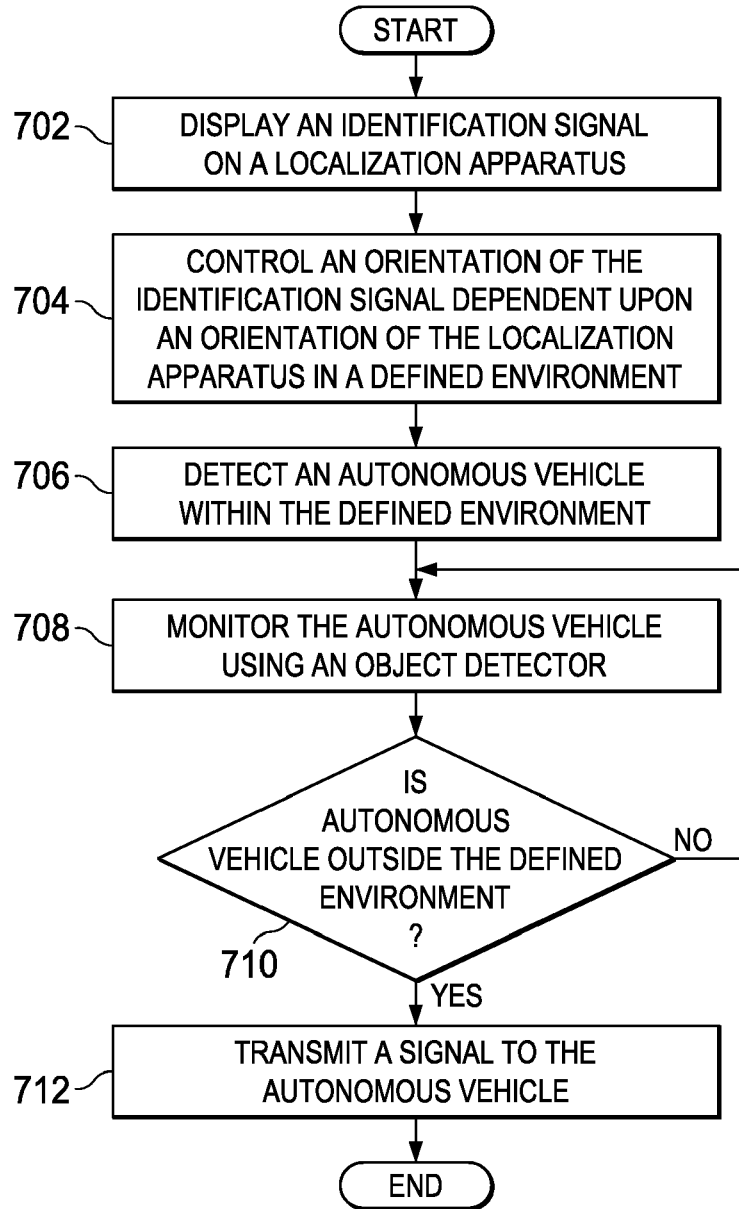 START
702
DISPLAY AN IDENTIFICATION SIGNAL
ON A LOCALIZATION APPARATUS
704
CONTROL AN ORIENTATION OF THE
IDENTIFICATION SIGNAL DEPENDENT UPON
AN ORIENTATION OF THE LOCALIZATION
APPARATUS IN A DEFINED ENVIRONMENT
706
DETECT AN AUTONOMOUS VEHICLE
WITHIN THE DEFINED ENVIRONMENT
708
MONITOR THE AUTONOMOUS VEHICLE
USING AN OBJECT DETECTOR
IS
AUTONOMOUS
VEHICLE OUTSIDE THE DEFINED
ENVIRONMENT
?
NO
710
YES
712
TRANSMIT A SIGNAL TO THE
AUTONOMOUS VEHICLE
END